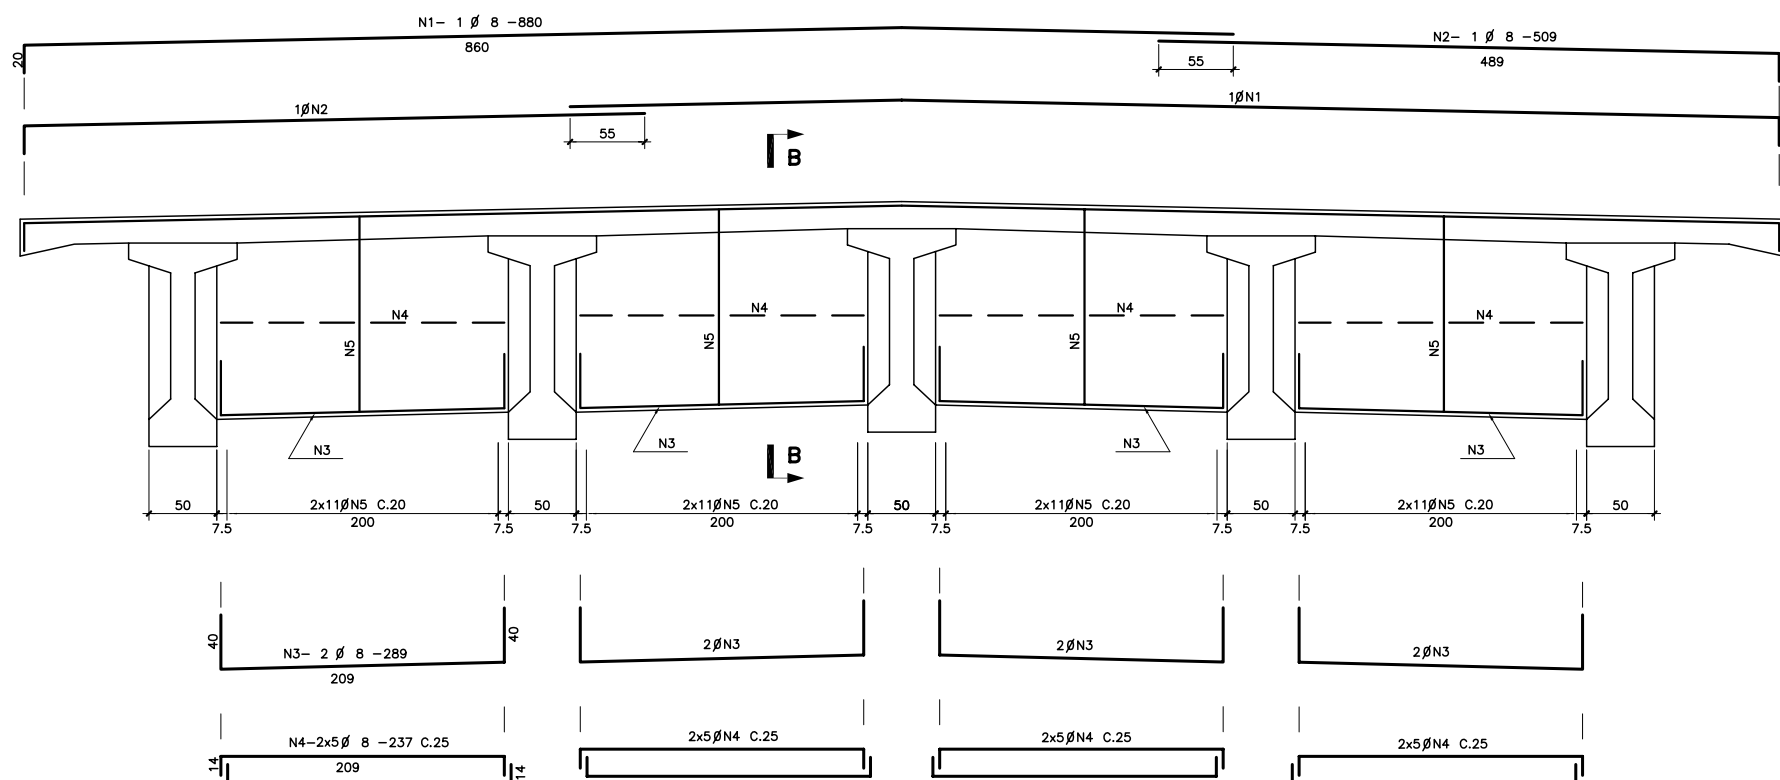 N1- 1 Ø 8 -880
860
20
N2- 1 Ø 8 -509
489
55
1ØN2
1ØN1
55
B
N4
N4
N4
N4
N5
N5
N5
N5
N3
N3
N3
N3
B
50
2x11ØN5 C.20
50
2x11ØN5 C.20
50
2x11ØN5 C.20
50
2x11ØN5 C.20
50
7.5
200
7.5
7.5
200
7.5
7.5
200
7.5
7.5
200
7.5
40
N3- 2 Ø 8 -289
40
209
2ØN3
2ØN3
2ØN3
N4-2x5Ø 8 -237 C.25
14
209
14
2x5ØN4 C.25
2x5ØN4 C.25
2x5ØN4 C.25